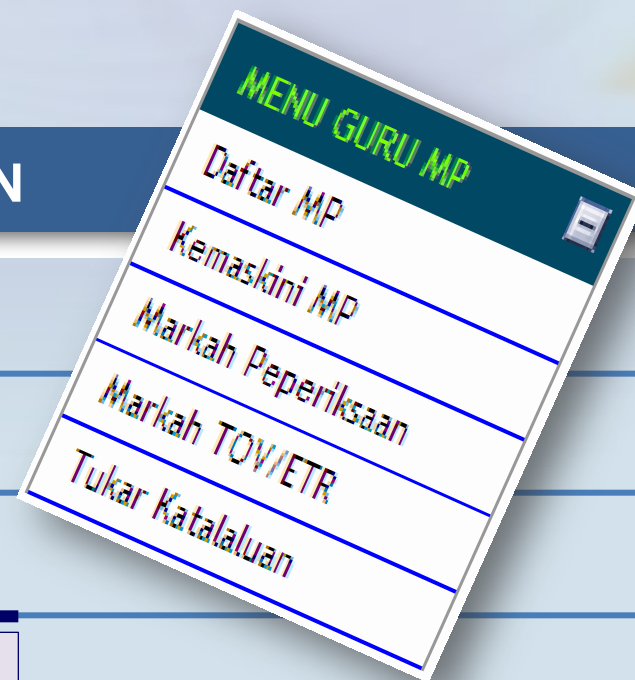 N
MENU GURU MP
Daftar MP
Kemaskini MP
Markah Peperiksaan
Markah TOV/ETR
Tukar Katalaluan